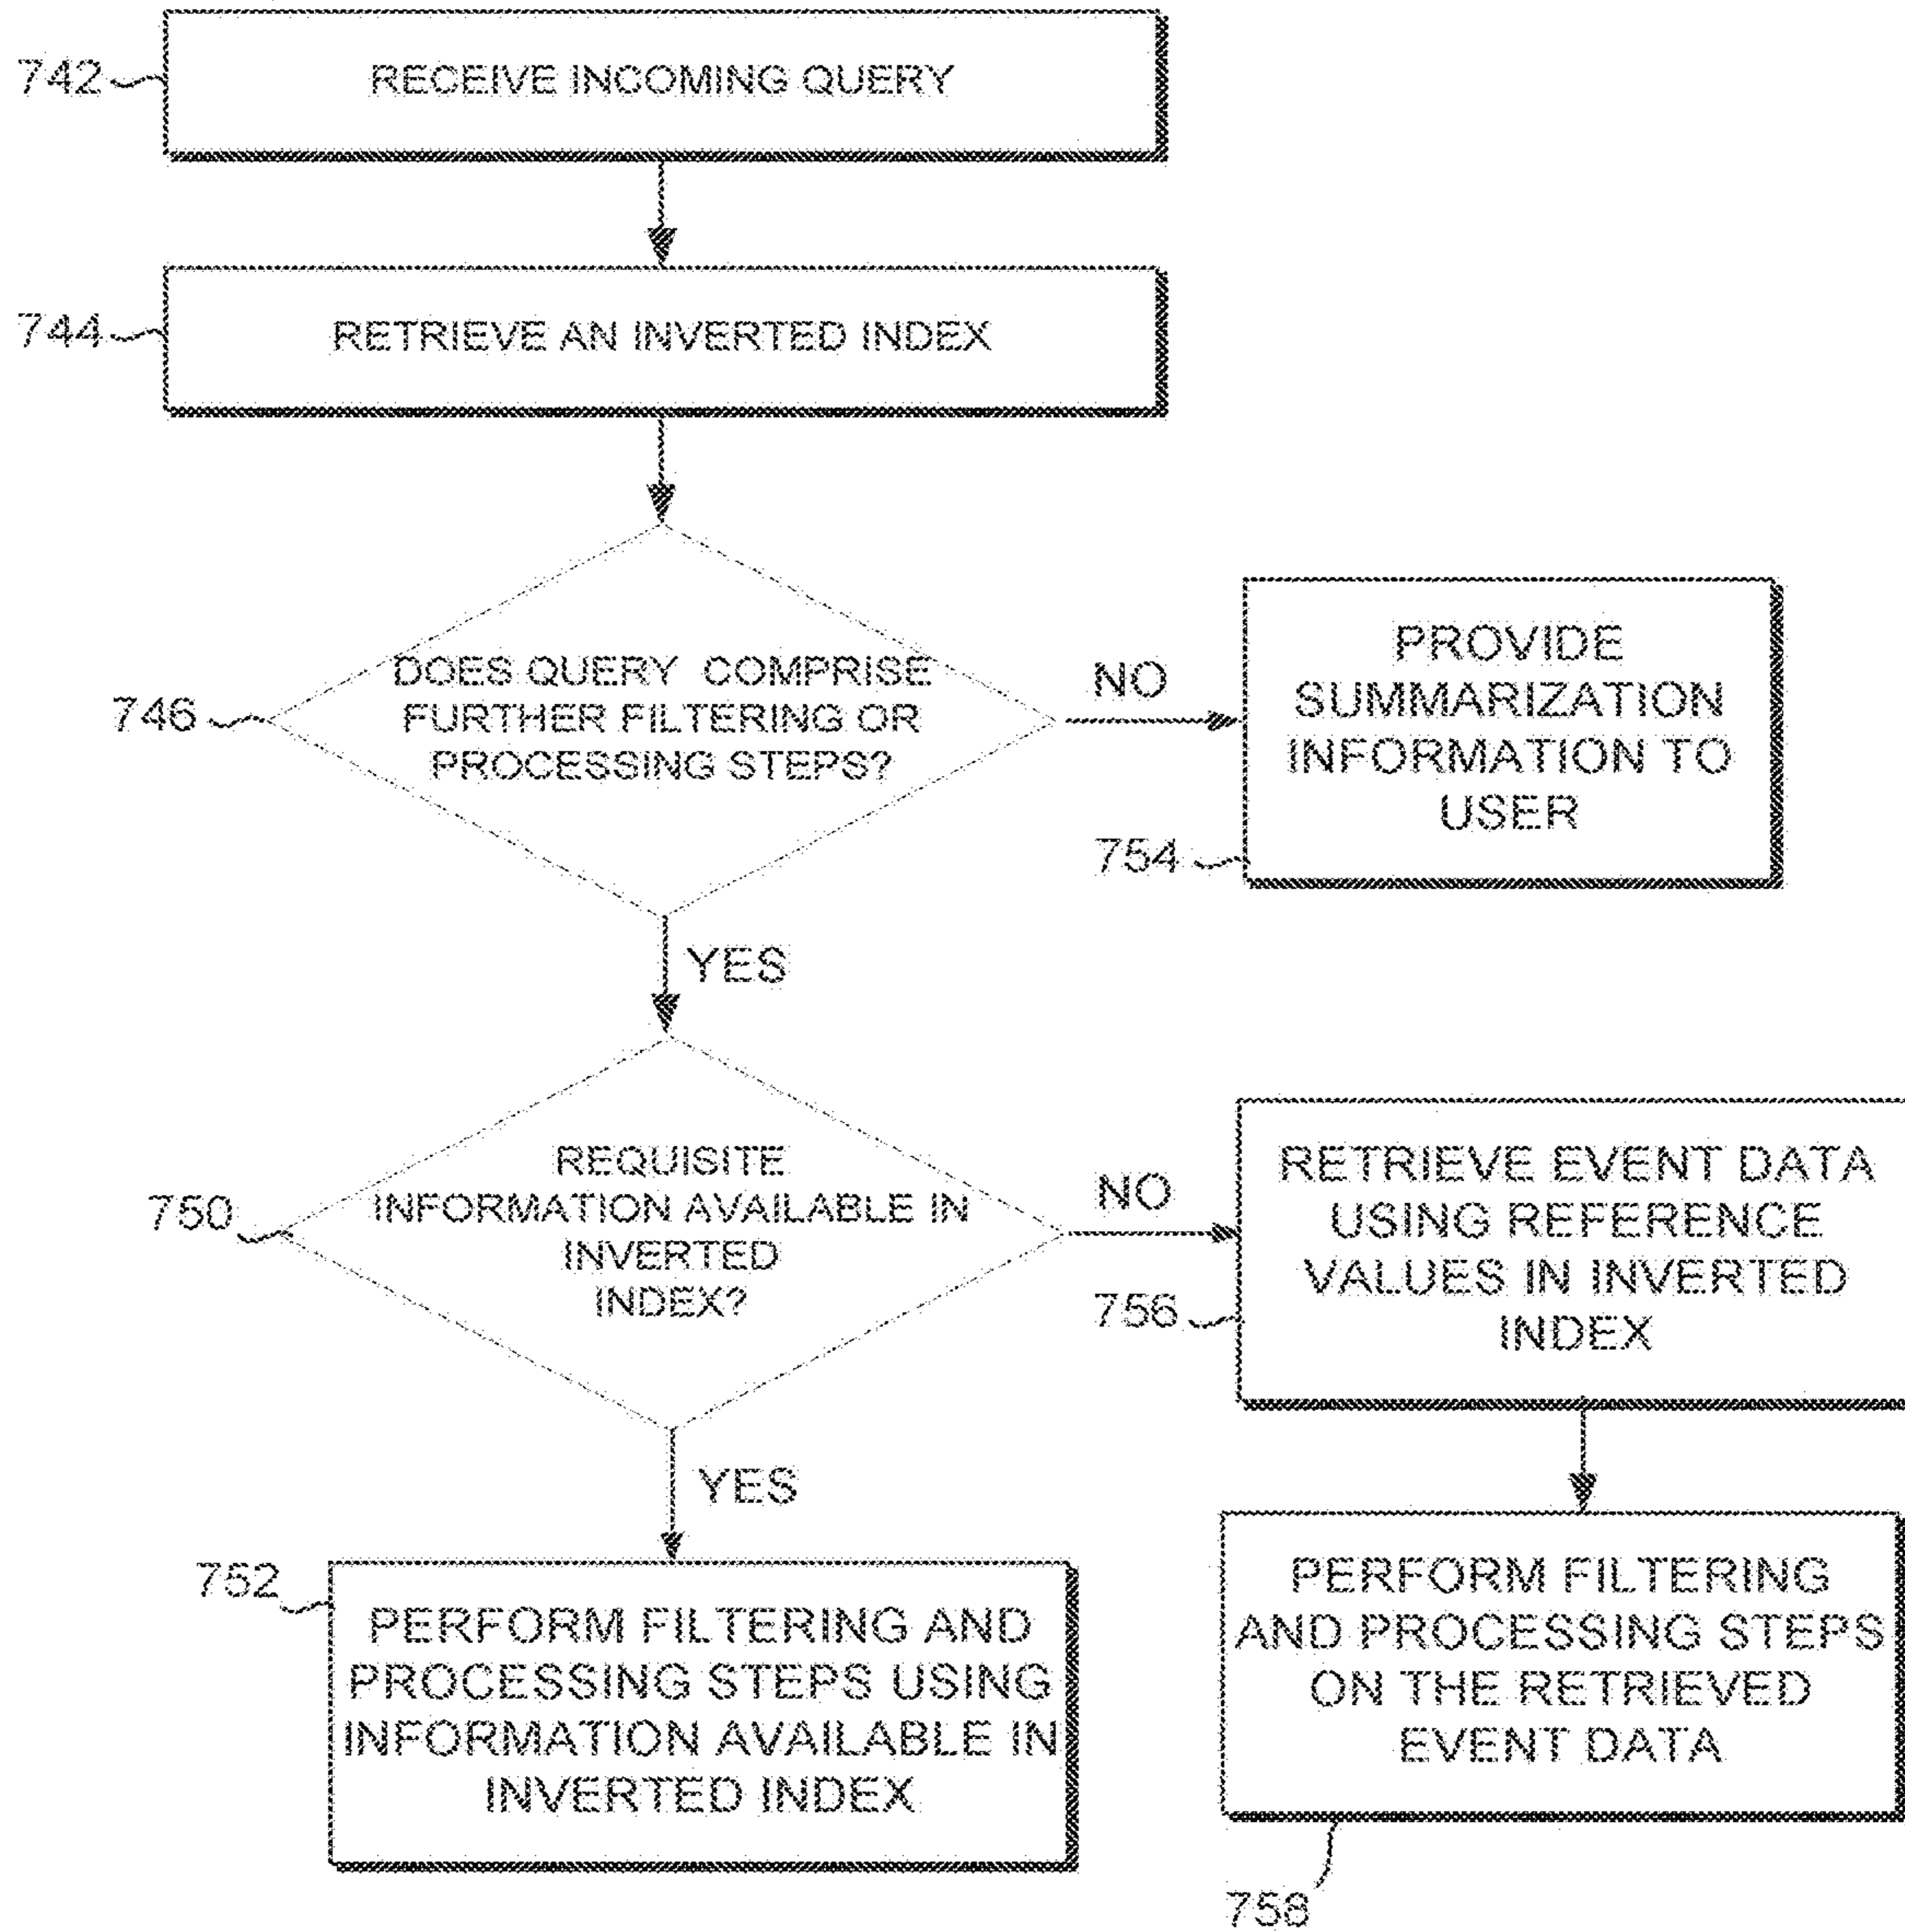 742
RECEIVE INCOMING QUERY
744
RETRIEVE AN INVERTED INDEX
746
DOES QUERY COMPRISE
FURTHER FILTERING OR
PROCESSING STEPS?
NO
PROVIDE
SUMMARIZATION
INFORMATION TO
USER
754
YES
750
REQUISITE
INFORMATION AVAILABLE IN
INVERTED
INDEX?
NO
RETRIEVE EVENT DATA
USING REFERENCE
VALUES IN INVERTED
INDEX
756
YES
752
PERFORM FILTERING AND
PROCESSING STEPS USING
INFORMATION AVAILABLE IN
INVERTED INDEX
PERFORM FILTERING
AND PROCESSING STEPS
ON THE RETRIEVED
EVENT DATA
758